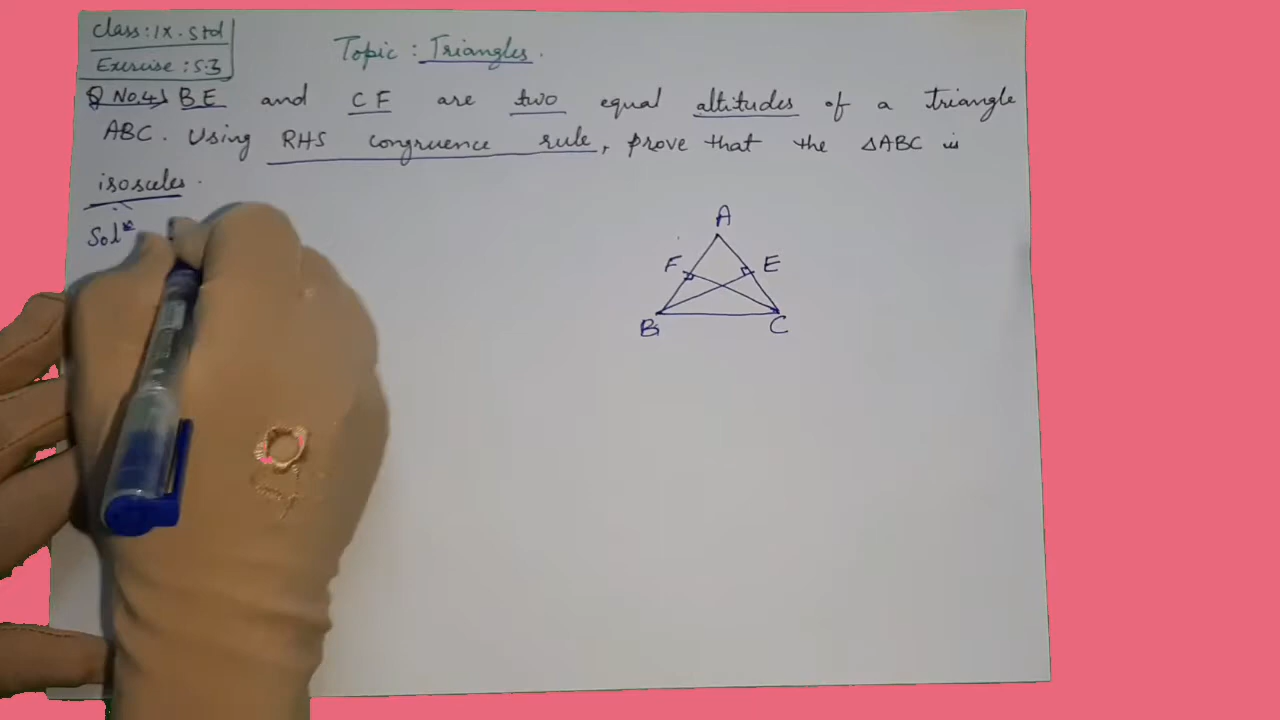 Class: IX. Std
Exercise: 5.3
Topic: Triangles.
Q No.4) BE and CF are two equal altitudes of a triangle
ABC. Using RHS congruence rule, prove that the ΔABC is
isosceles.
Sol
A
F E
B C